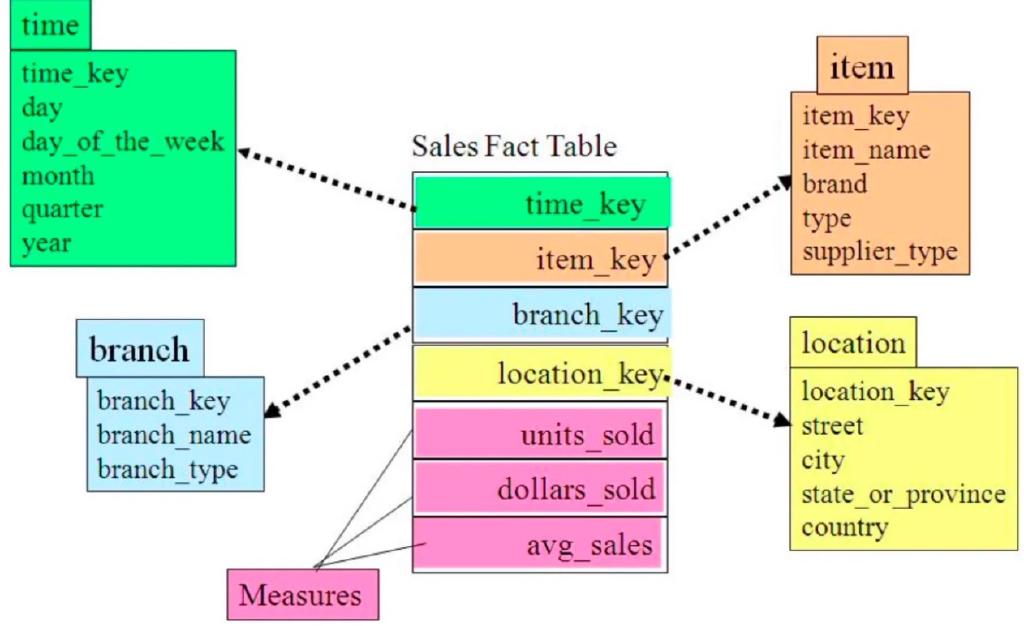 time
time_key
day
day_of_the_week
month
quarter
year
item
item_key
item_name
brand
type
supplier_type
Sales Fact Table
time_key
item_key
branch_key
location_key
units_sold
dollars_sold
avg_sales
branch
branch_key
branch_name
branch_type
location
location_key
street
city
state_or_province
country
Measures